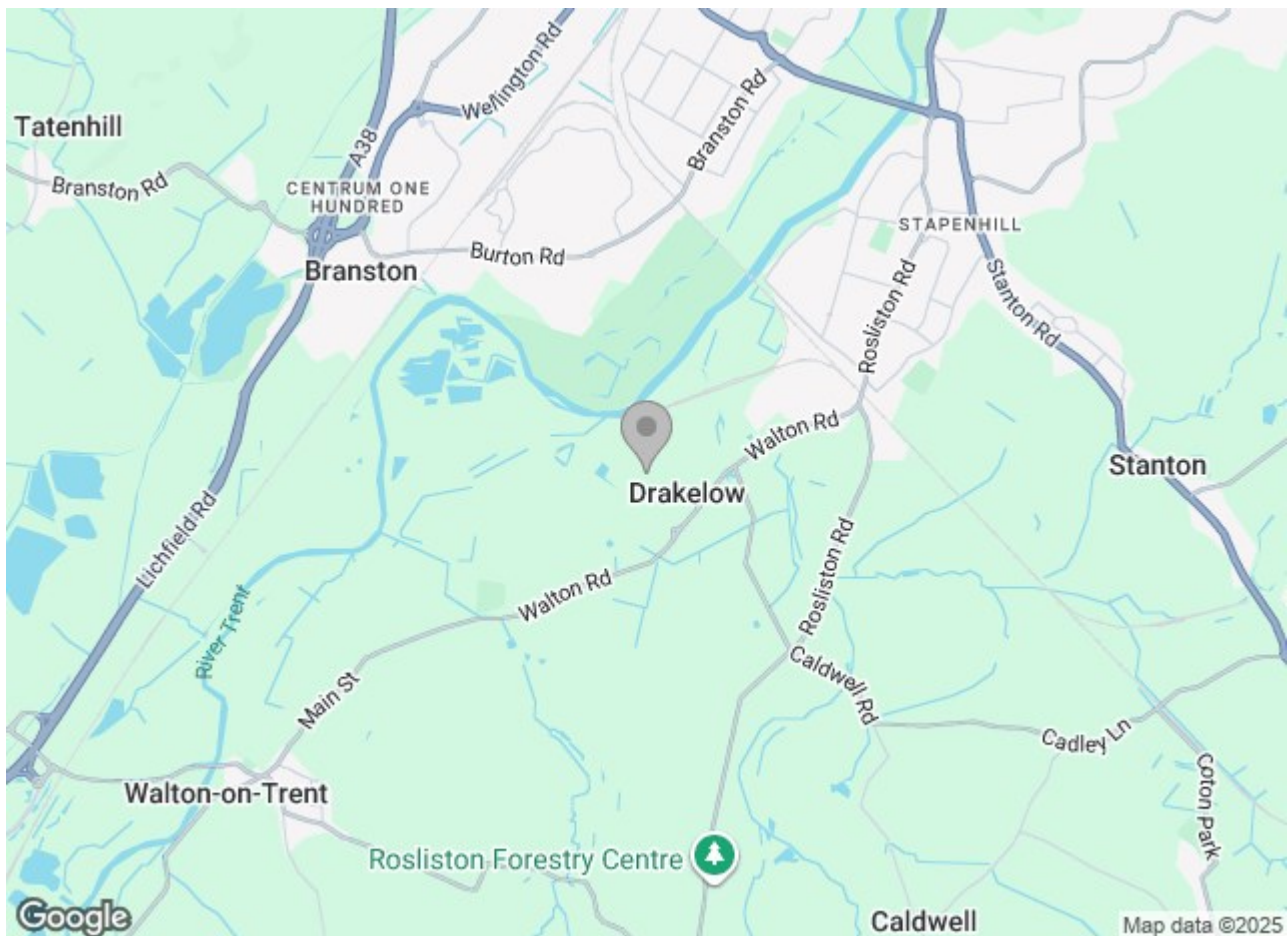 Wellington Rd
Tatenhill
A38
Branston Rd
Branston Rd
CENTRUM ONE
HUNDRED
STAPENHILL
Burton Rd
Branston
Stanton Rd
Rosliston Rd
Walton Rd
Stanton
Drakelow
Lichfield Rd
Rosliston Rd
Walton Rd
River Trent
Caldwell Rd
Main St
Cadley Ln
Walton-on-Trent
Coton Park
Rosliston Forestry Centre
Caldwell
Google
Map data ©2025